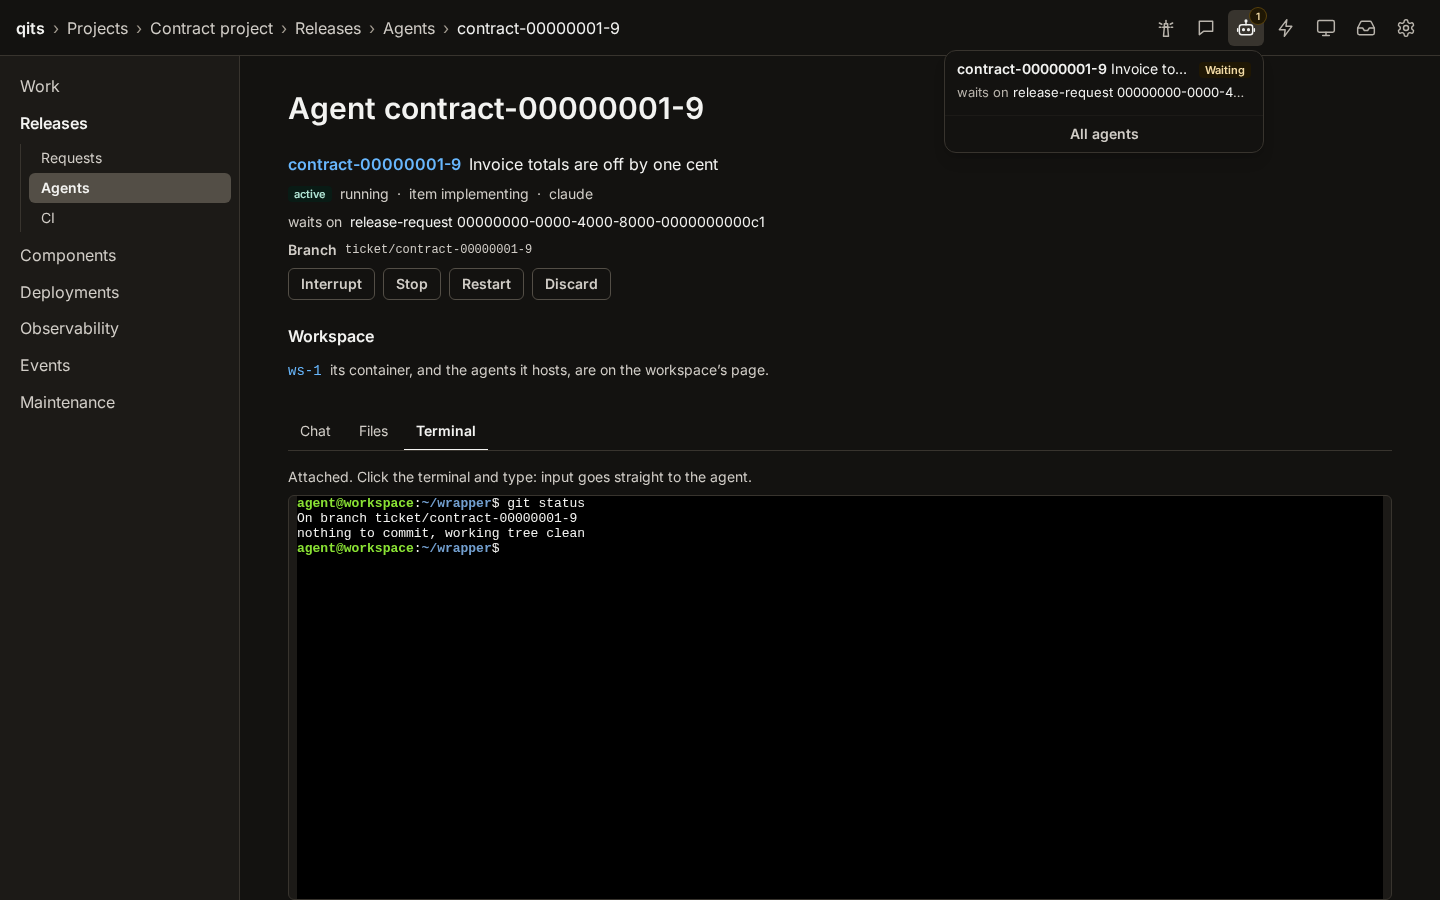 qits › Projects › Contract project › Releases › Agents › contract-00000001-9
1
contract-00000001-9 Invoice to... Waiting
waits on release-request 00000000-0000-4...
All agents
Work
Releases
Requests
Agents
CI
Components
Deployments
Observability
Events
Maintenance
Agent contract-00000001-9
contract-00000001-9 Invoice totals are off by one cent
active running · item implementing · claude
waits on release-request 00000000-0000-4000-8000-0000000000c1
Branch ticket/contract-00000001-9
Interrupt Stop Restart Discard
Workspace
ws-1 its container, and the agents it hosts, are on the workspace’s page.
Chat Files Terminal
Attached. Click the terminal and type: input goes straight to the agent.
agent@workspace:~/wrapper$ git status
On branch ticket/contract-00000001-9
nothing to commit, working tree clean
agent@workspace:~/wrapper$